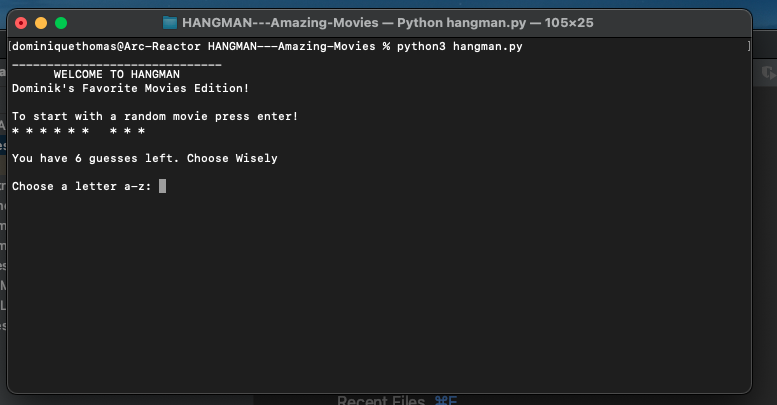 HANGMAN---Amazing-Movies — Python hangman.py — 105×25
[dominiquethomas@Arc-Reactor HANGMAN---Amazing-Movies % python3 hangman.py ]
______________________________
WELCOME TO HANGMAN
Dominik's Favorite Movies Edition!
To start with a random movie press enter!
* * * * * *   * * *
You have 6 guesses left. Choose Wisely
Choose a letter a-z:
Recent Files ⌘E